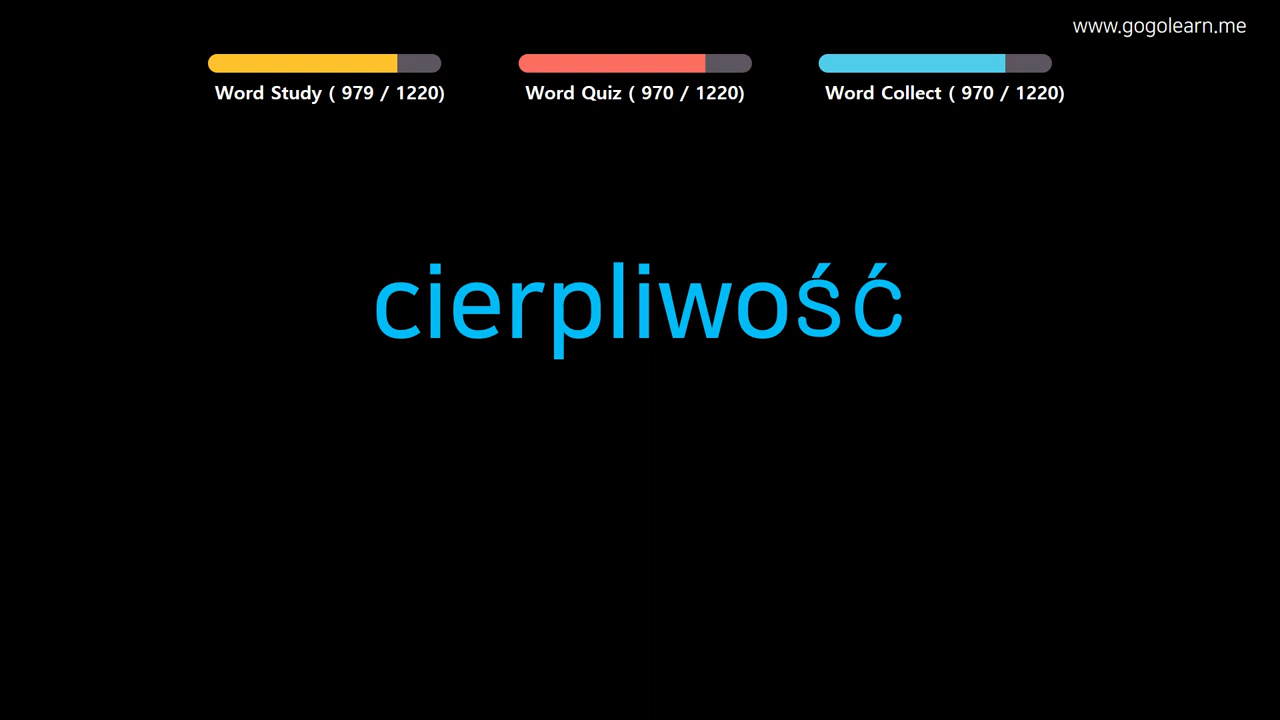 www.gogolearn.me
Word Study ( 979 / 1220)
Word Quiz ( 970 / 1220)
Word Collect ( 970 / 1220)
cierpliwość